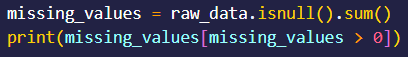 missing_values = raw_data.isnull().sum()
print(missing_values[missing_values > 0])